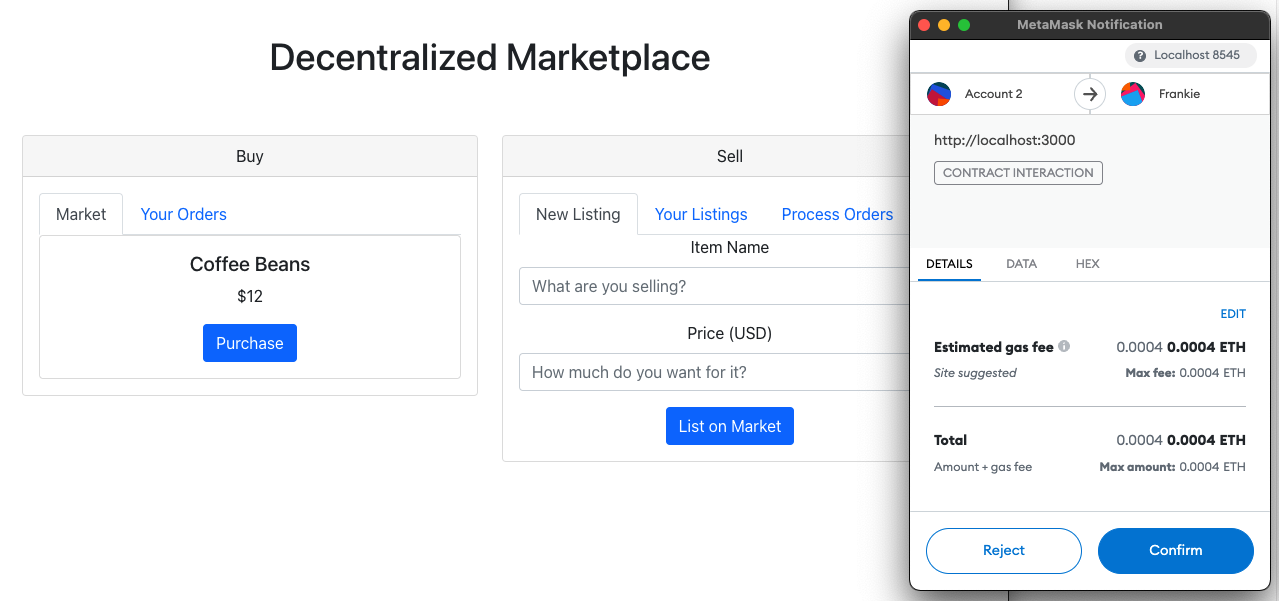 Decentralized Marketplace
Buy
Market Your Orders
Coffee Beans
$12
Purchase
Sell
New Listing Your Listings Process Orders
Item Name
What are you selling?
Price (USD)
How much do you want for it?
List on Market
MetaMask Notification
? Localhost 8545
Account 2 Frankie
http://localhost:3000
CONTRACT INTERACTION
DETAILS DATA HEX
EDIT
Estimated gas fee i 0.0004 0.0004 ETH
Site suggested Max fee: 0.0004 ETH
Total 0.0004 0.0004 ETH
Amount + gas fee Max amount: 0.0004 ETH
Reject Confirm